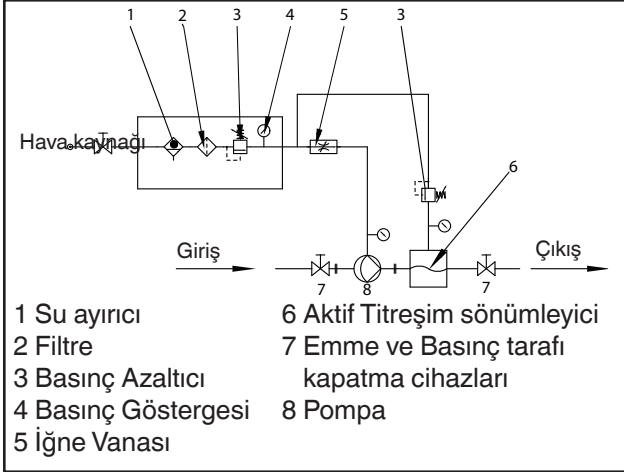 1 2 3 4 5 3
Hava kaynağı
6
Giriş
Çıkış
7 8 7
1 Su ayırıcı
2 Filtre
3 Basınç Azaltıcı
4 Basınç Göstergesi
5 İğne Vanası
6 Aktif Titreşim sönümleyici
7 Emme ve Basınç tarafı
kapatma cihazları
8 Pompa